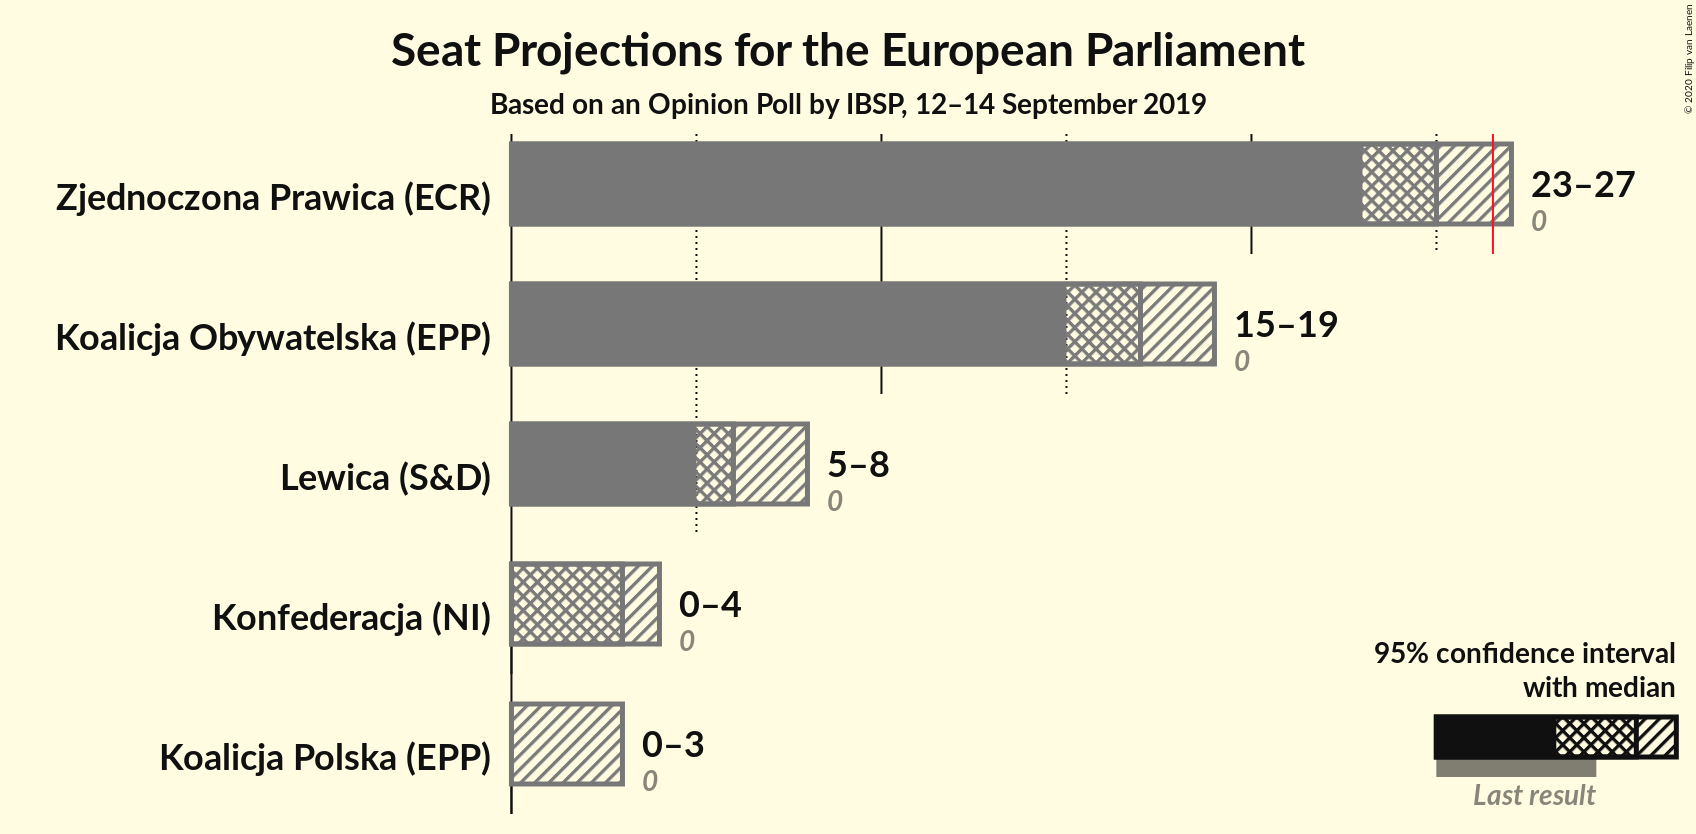 Seat Projections for the European Parliament
Based on an Opinion Poll by IBSP, 12–14 September 2019
© 2020 Filip van Laenen
Zjednoczona Prawica (ECR)
23–27
0
Koalicja Obywatelska (EPP)
15–19
0
Lewica (S&D)
5–8
0
Konfederacja (NI)
0–4
0
Koalicja Polska (EPP)
0–3
0
95% confidence interval
with median
Last result